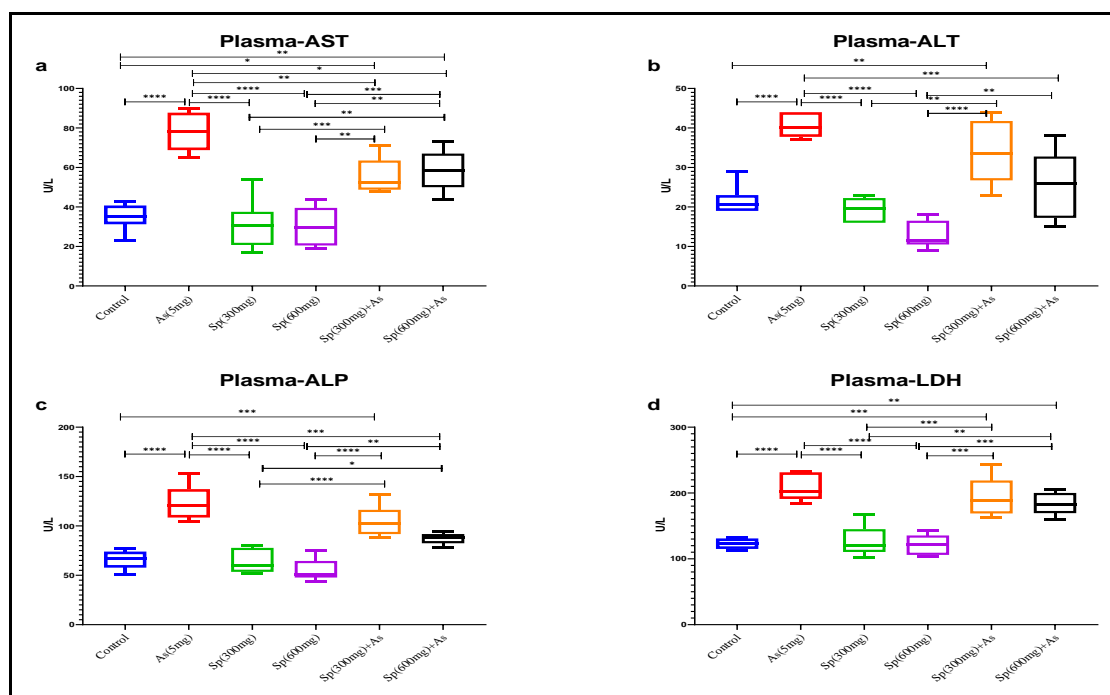 Plasma-AST
a
**
*
*
**
**** ***
**
**** ****
**
***
**
100
80
60
40
20
0
U/L
Control
As(5mg)
Sp(300mg)
Sp(600mg)
Sp(300mg)+As
Sp(600mg)+As
Plasma-ALT
b
**
***
**** **
**** **** **
****
50
40
30
20
10
0
U/L
Control
As(5mg)
Sp(300mg)
Sp(600mg)
Sp(300mg)+As
Sp(600mg)+As
Plasma-ALP
c
***
***
**** **
**** **** ****
*
****
200
150
100
50
0
U/L
Control
As(5mg)
Sp(300mg)
Sp(600mg)
Sp(300mg)+As
Sp(600mg)+As
Plasma-LDH
d
**
***
***
**
**** ***
**** **** ***
300
200
100
0
U/L
Control
As(5mg)
Sp(300mg)
Sp(600mg)
Sp(300mg)+As
Sp(600mg)+As